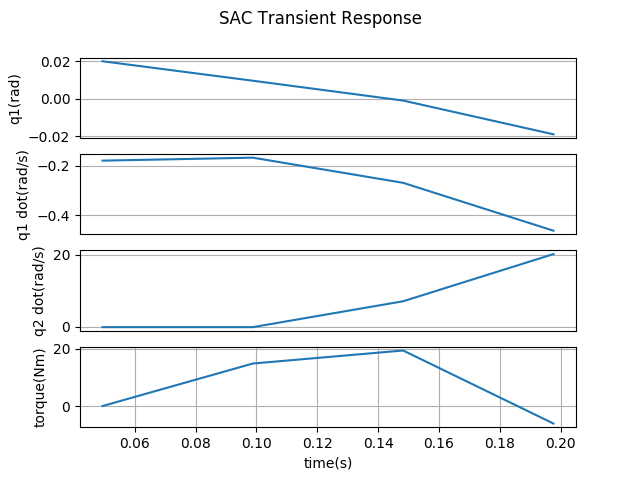 SAC Transient Response
q1(rad)
0.02
0.00
−0.02
q1 dot(rad/s)
−0.2
−0.4
q2 dot(rad/s)
20
0
torque(Nm)
20
0
0.06 0.08 0.10 0.12 0.14 0.16 0.18 0.20
time(s)